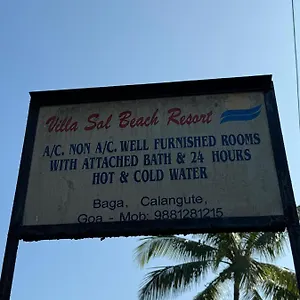 Villa Sol Beach Resort
A/C. NON A/C. WELL FURNISHED ROOMS
WITH ATTACHED BATH & 24 HOURS
HOT & COLD WATER
Baga, Calangute,
Goa - Mob: 9881281215